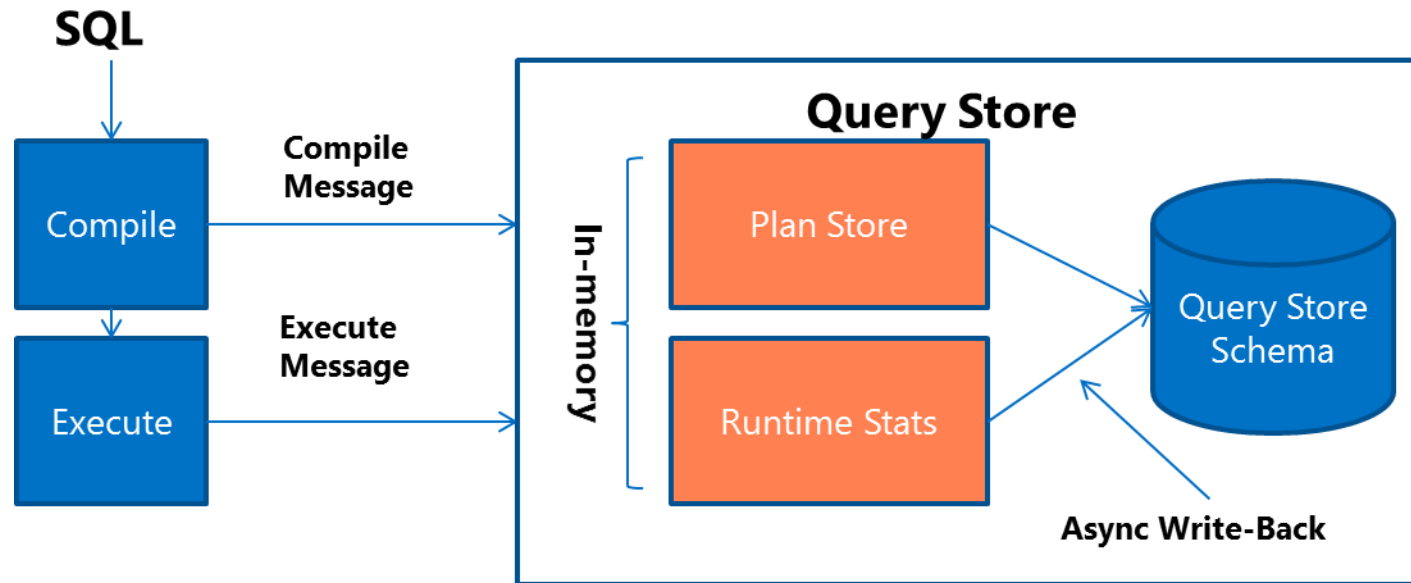 SQL
Query Store
Compile
Message
Compile
Plan Store
In-memory
Query Store
Schema
Execute
Message
Execute
Runtime Stats
Async Write-Back